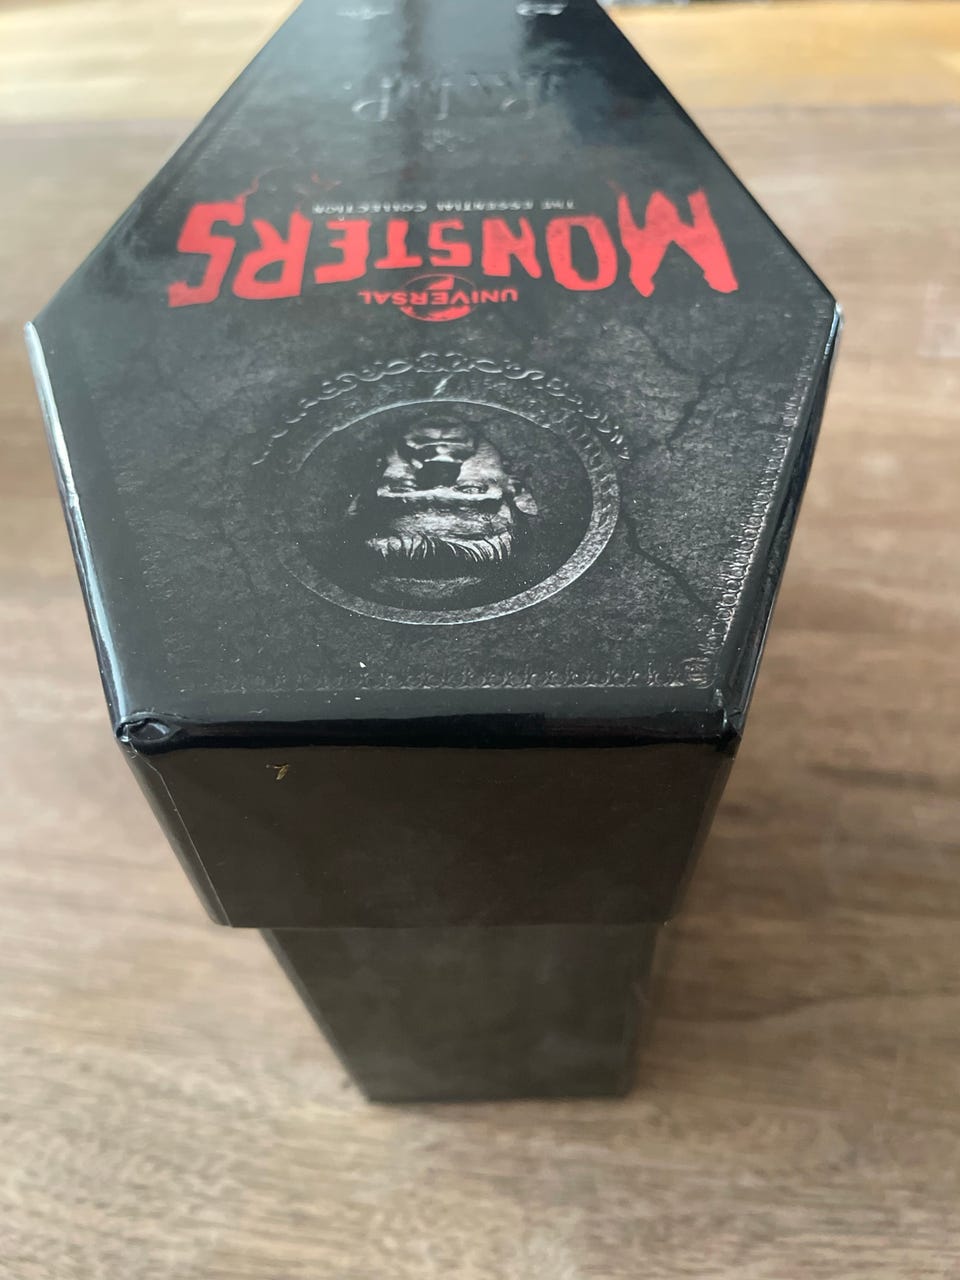 UNIVERSAL
MONSTERS
THE ESSENTIAL COLLECTION